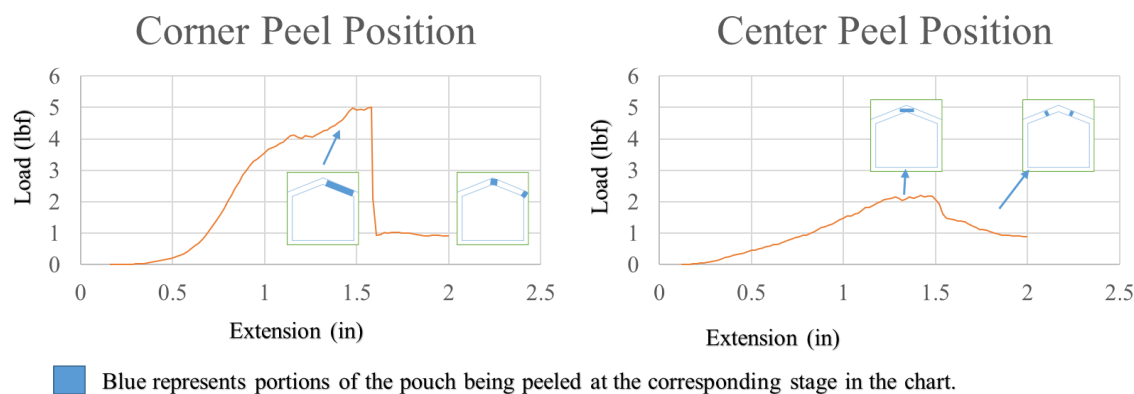 Corner Peel Position
6
5
4
3
2
1
0
Load (lbf)
0 0.5 1 1.5 2 2.5
Extension (in)
Center Peel Position
6
5
4
3
2
1
0
Load (lbf)
0 0.5 1 1.5 2 2.5
Extension (in)
Blue represents portions of the pouch being peeled at the corresponding stage in the chart.